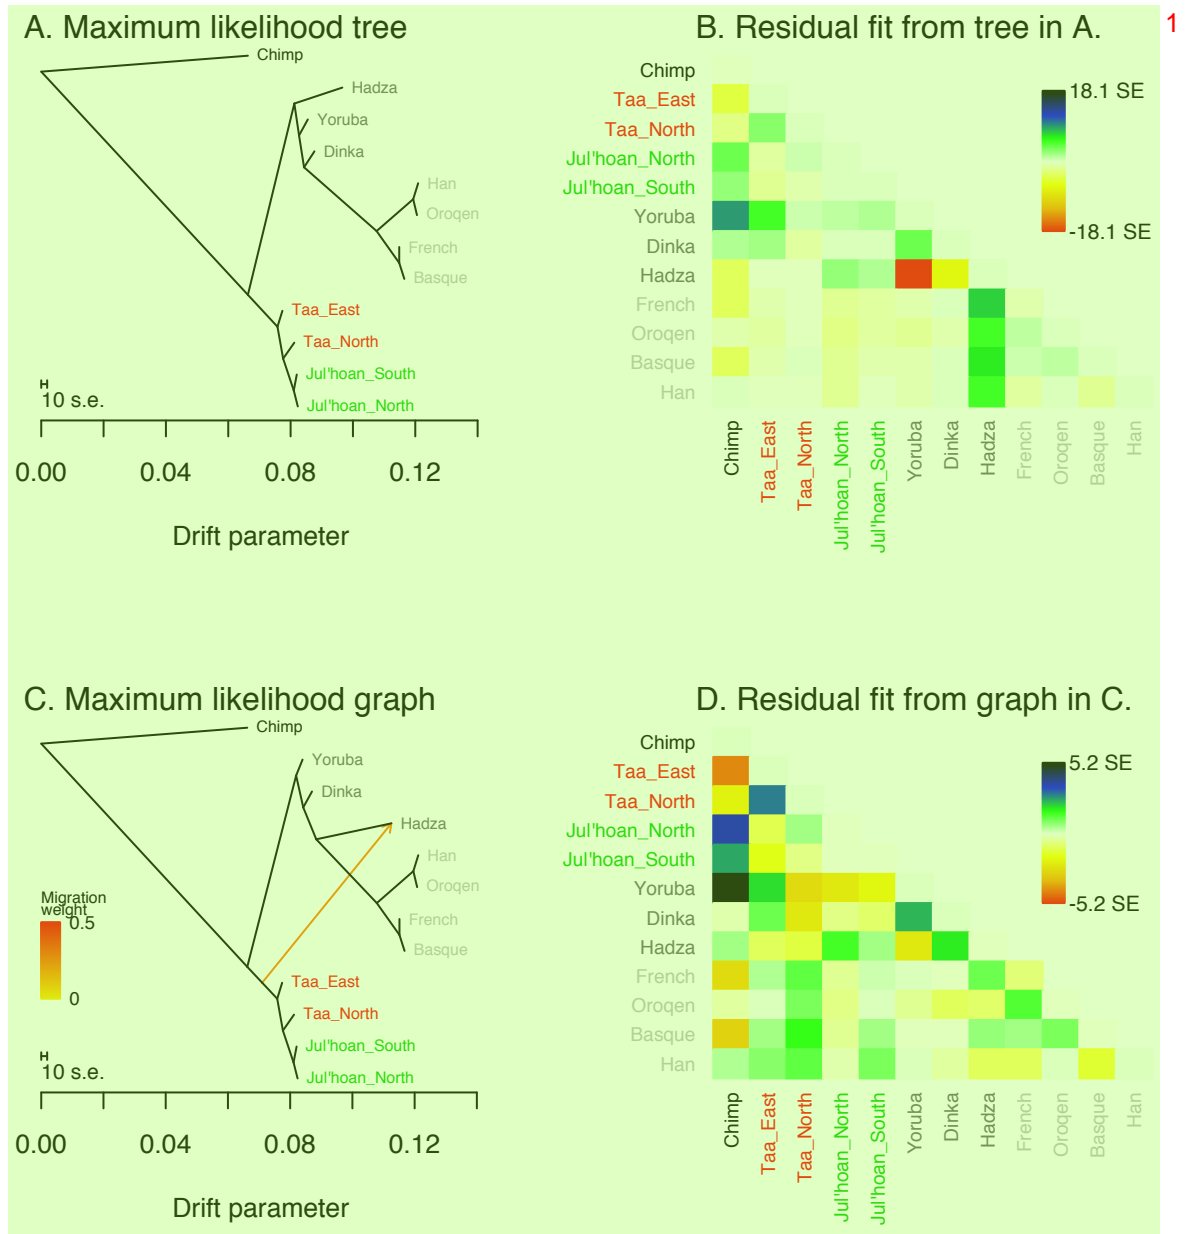 A. Maximum likelihood tree
Chimp
Hadza
Yoruba
Dinka
Han
Oroqen
French
Basque
Taa_East
Taa_North
Jul'hoan_South
Jul'hoan_North
10 s.e.
0.00 0.04 0.08 0.12
Drift parameter
B. Residual fit from tree in A.
1
Chimp
Taa_East
Taa_North
Jul'hoan_North
Jul'hoan_South
Yoruba
Dinka
Hadza
French
Oroqen
Basque
Han
18.1 SE
-18.1 SE
Chimp
Taa_East
Taa_North
Jul'hoan_North
Jul'hoan_South
Yoruba
Dinka
Hadza
French
Oroqen
Basque
Han
C. Maximum likelihood graph
Chimp
Yoruba
Dinka
Hadza
Han
Oroqen
French
Basque
Taa_East
Taa_North
Jul'hoan_South
Jul'hoan_North
Migration
weight
0.5
0
10 s.e.
0.00 0.04 0.08 0.12
Drift parameter
D. Residual fit from graph in C.
Chimp
Taa_East
Taa_North
Jul'hoan_North
Jul'hoan_South
Yoruba
Dinka
Hadza
French
Oroqen
Basque
Han
5.2 SE
-5.2 SE
Chimp
Taa_East
Taa_North
Jul'hoan_North
Jul'hoan_South
Yoruba
Dinka
Hadza
French
Oroqen
Basque
Han